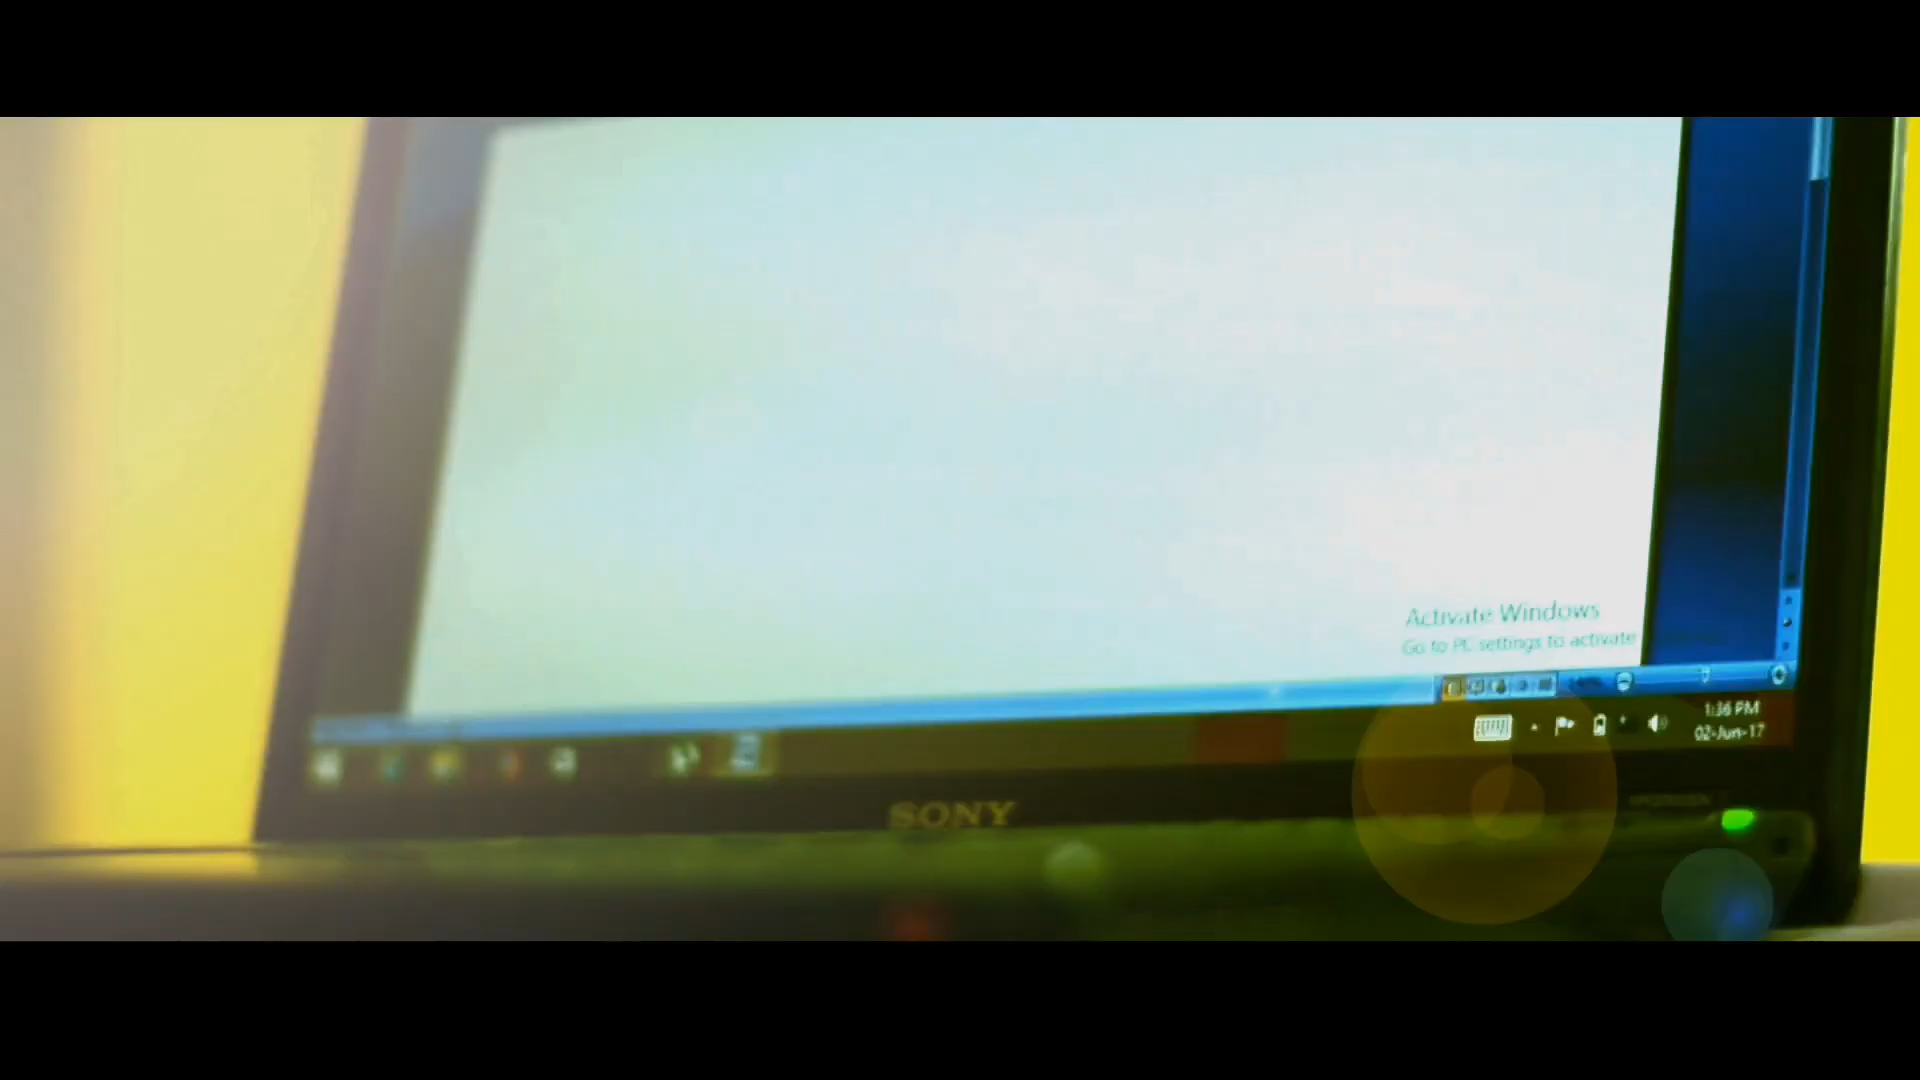 Activate Windows
Go to PC settings to activate
1:36 PM
02-Jun-17
SONY